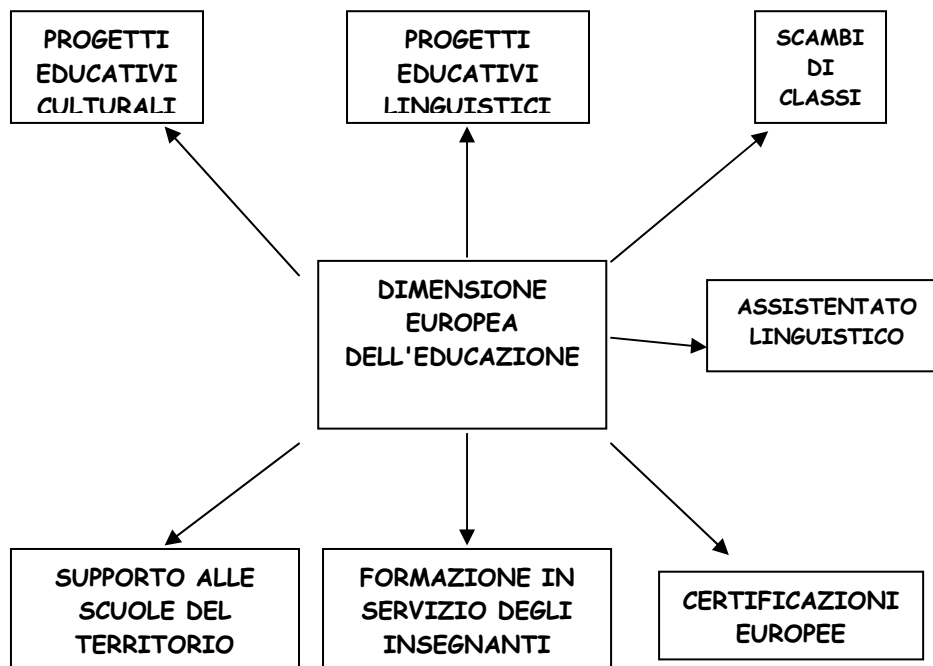 PROGETTI
EDUCATIVI
CULTURALI
PROGETTI
EDUCATIVI
LINGUISTICI
SCAMBI
DI
CLASSI
DIMENSIONE
EUROPEA
DELL'EDUCAZIONE
ASSISTENTATO
LINGUISTICO
SUPPORTO ALLE
SCUOLE DEL
TERRITORIO
FORMAZIONE IN
SERVIZIO DEGLI
INSEGNANTI
CERTIFICAZIONI
EUROPEE